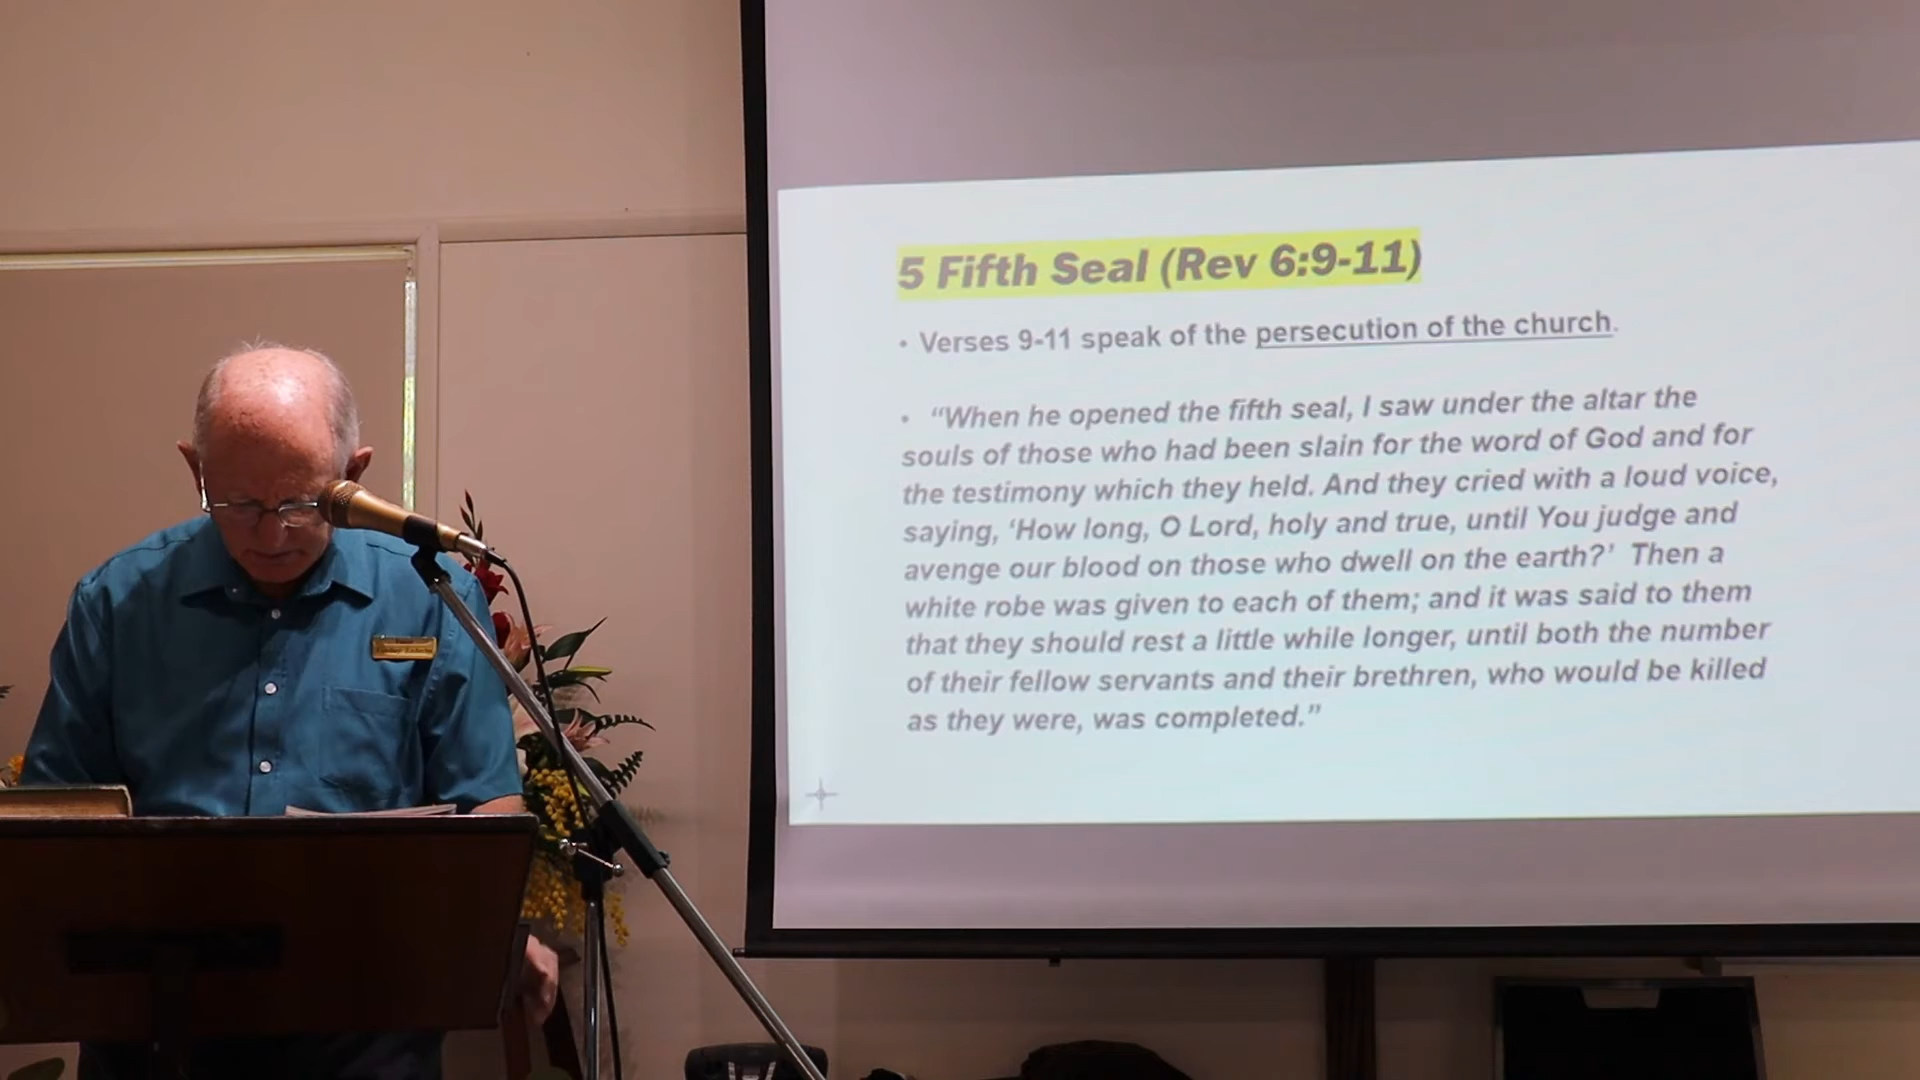 5 Fifth Seal (Rev 6:9-11)
• Verses 9-11 speak of the persecution of the church.
• “When he opened the fifth seal, I saw under the altar the
souls of those who had been slain for the word of God and for
the testimony which they held. And they cried with a loud voice,
saying, ‘How long, O Lord, holy and true, until You judge and
avenge our blood on those who dwell on the earth?’ Then a
white robe was given to each of them; and it was said to them
that they should rest a little while longer, until both the number
of their fellow servants and their brethren, who would be killed
as they were, was completed.”